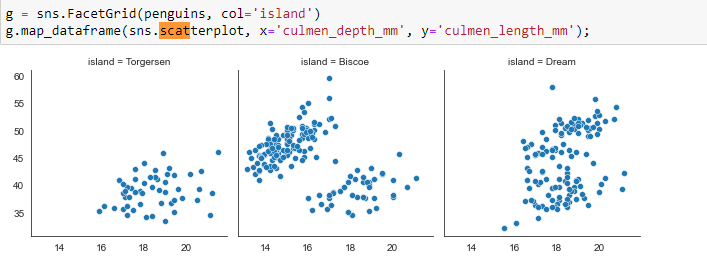 g = sns.FacetGrid(penguins, col='island')
g.map_dataframe(sns.scatterplot, x='culmen_depth_mm', y='culmen_length_mm');
island = Torgersen island = Biscoe island = Dream
60
55
50
45
40
35
14 16 18 20 14 16 18 20 14 16 18 20